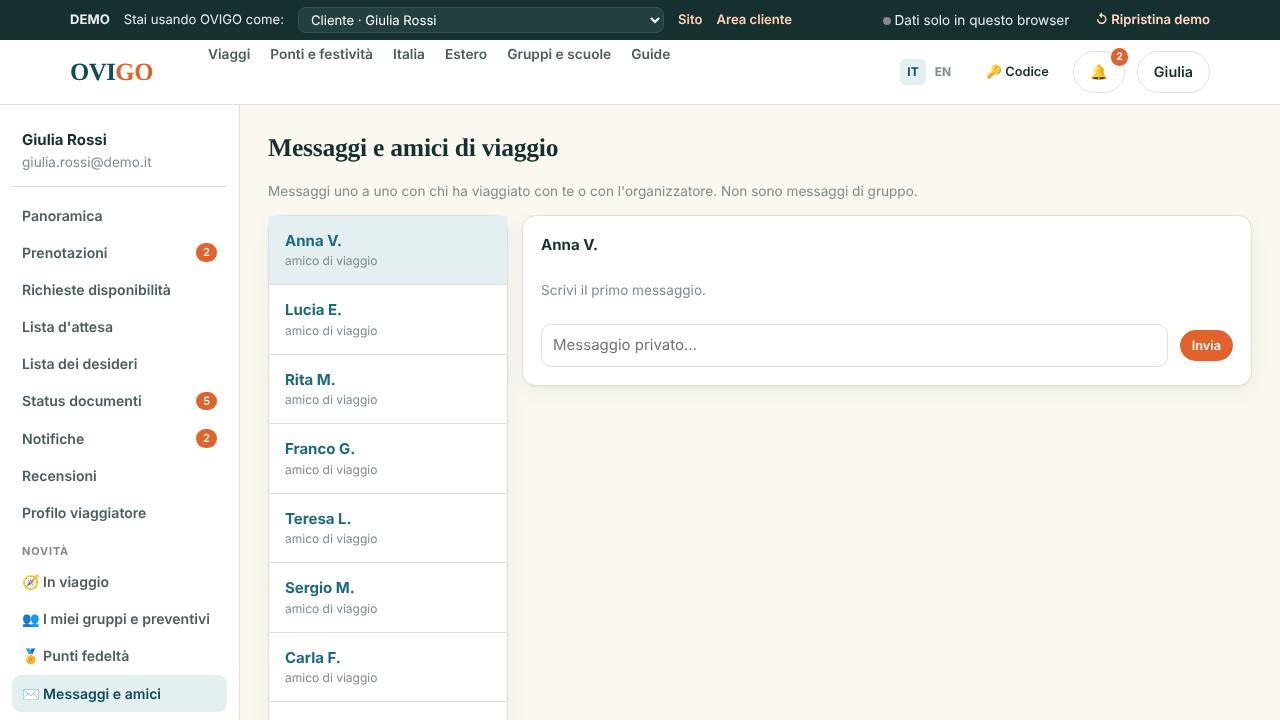 DEMO Stai usando OVIGO come: Cliente · Giulia Rossi Sito Area cliente Dati solo in questo browser Ripristina demo
OVIGO Viaggi Ponti e festività Italia Estero Gruppi e scuole Guide IT EN Codice 2 Giulia
Giulia Rossi
giulia.rossi@demo.it
Panoramica
Prenotazioni 2
Richieste disponibilità
Lista d'attesa
Lista dei desideri
Status documenti 5
Notifiche 2
Recensioni
Profilo viaggiatore
NOVITÀ
In viaggio
I miei gruppi e preventivi
Punti fedeltà
Messaggi e amici
Messaggi e amici di viaggio
Messaggi uno a uno con chi ha viaggiato con te o con l'organizzatore. Non sono messaggi di gruppo.
Anna V.
amico di viaggio
Lucia E.
amico di viaggio
Rita M.
amico di viaggio
Franco G.
amico di viaggio
Teresa L.
amico di viaggio
Sergio M.
amico di viaggio
Carla F.
amico di viaggio
Anna V.
Scrivi il primo messaggio.
Messaggio privato... Invia